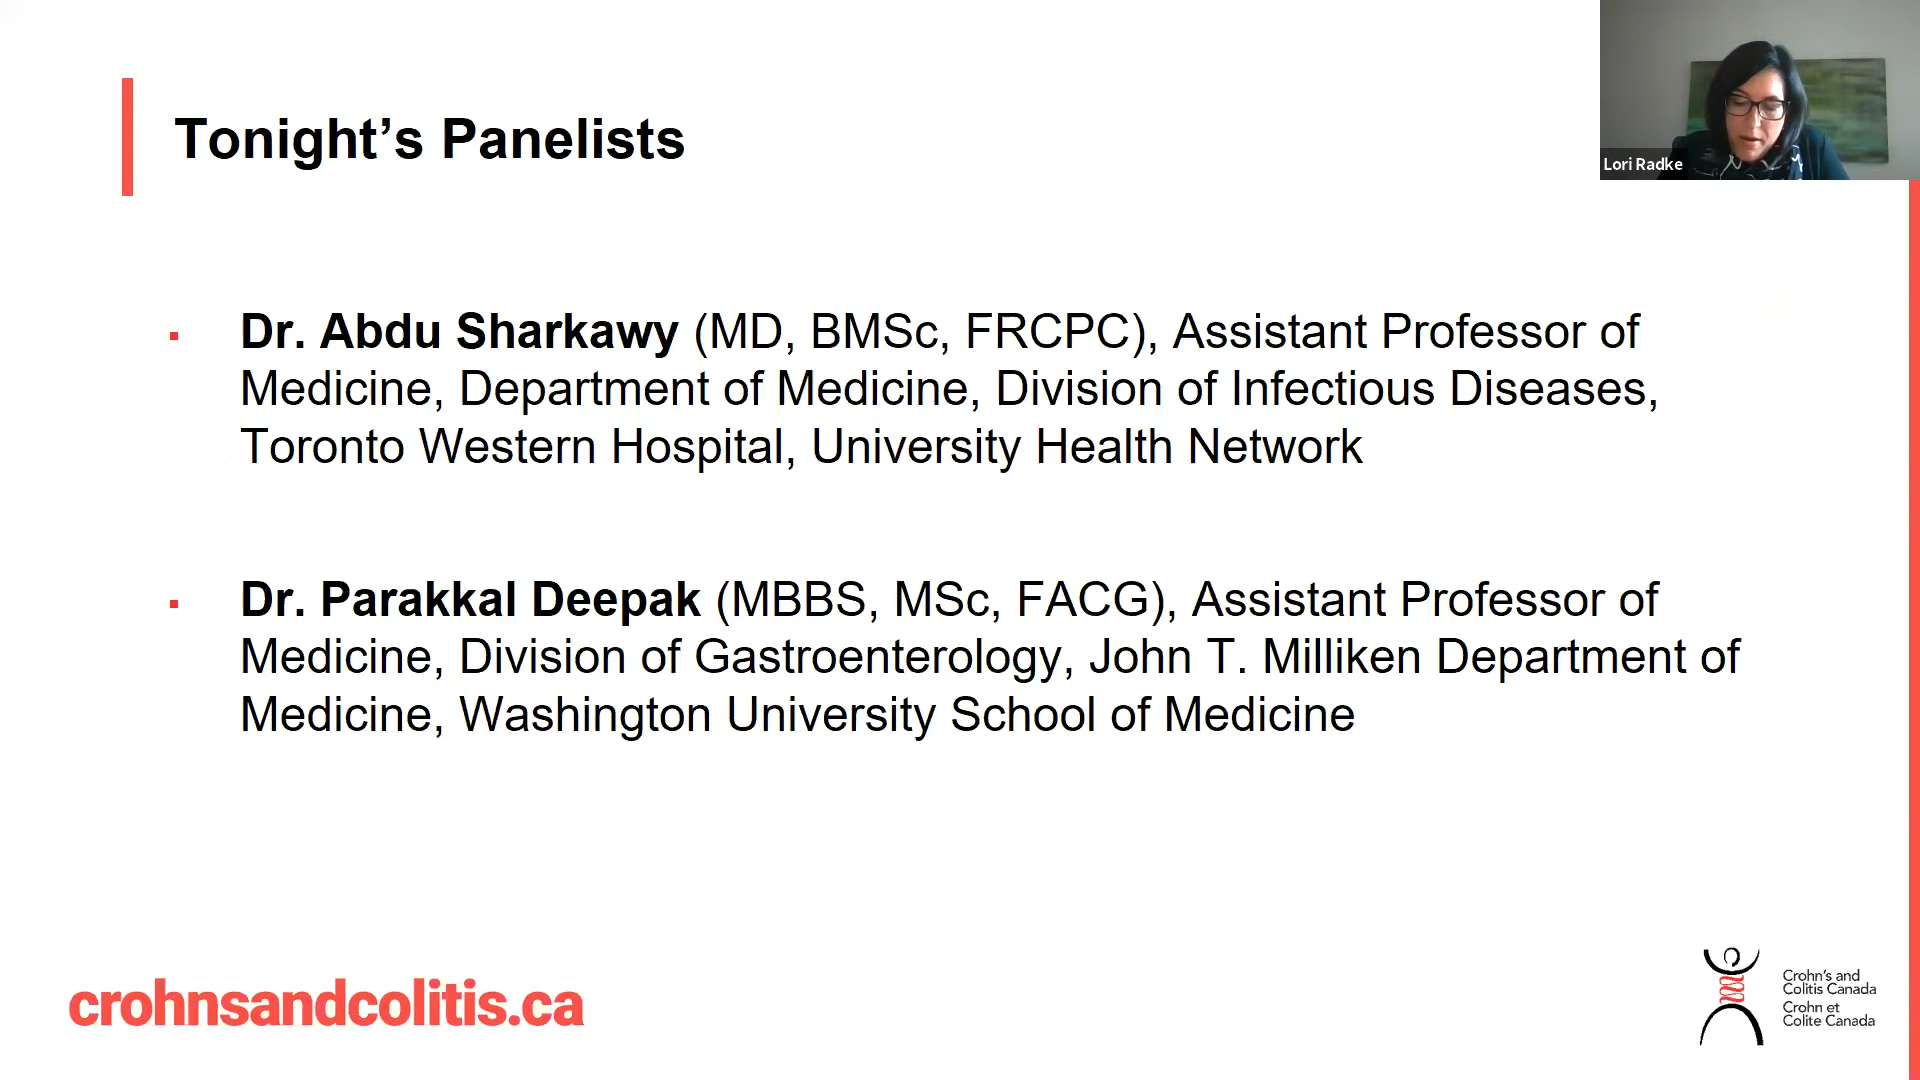 Tonight’s Panelists
Lori Radke
▪ Dr. Abdu Sharkawy (MD, BMSc, FRCPC), Assistant Professor of
Medicine, Department of Medicine, Division of Infectious Diseases,
Toronto Western Hospital, University Health Network
▪ Dr. Parakkal Deepak (MBBS, MSc, FACG), Assistant Professor of
Medicine, Division of Gastroenterology, John T. Milliken Department of
Medicine, Washington University School of Medicine
crohnsandcolitis.ca
Crohn’s and
Colitis Canada
Crohn et
Colite Canada